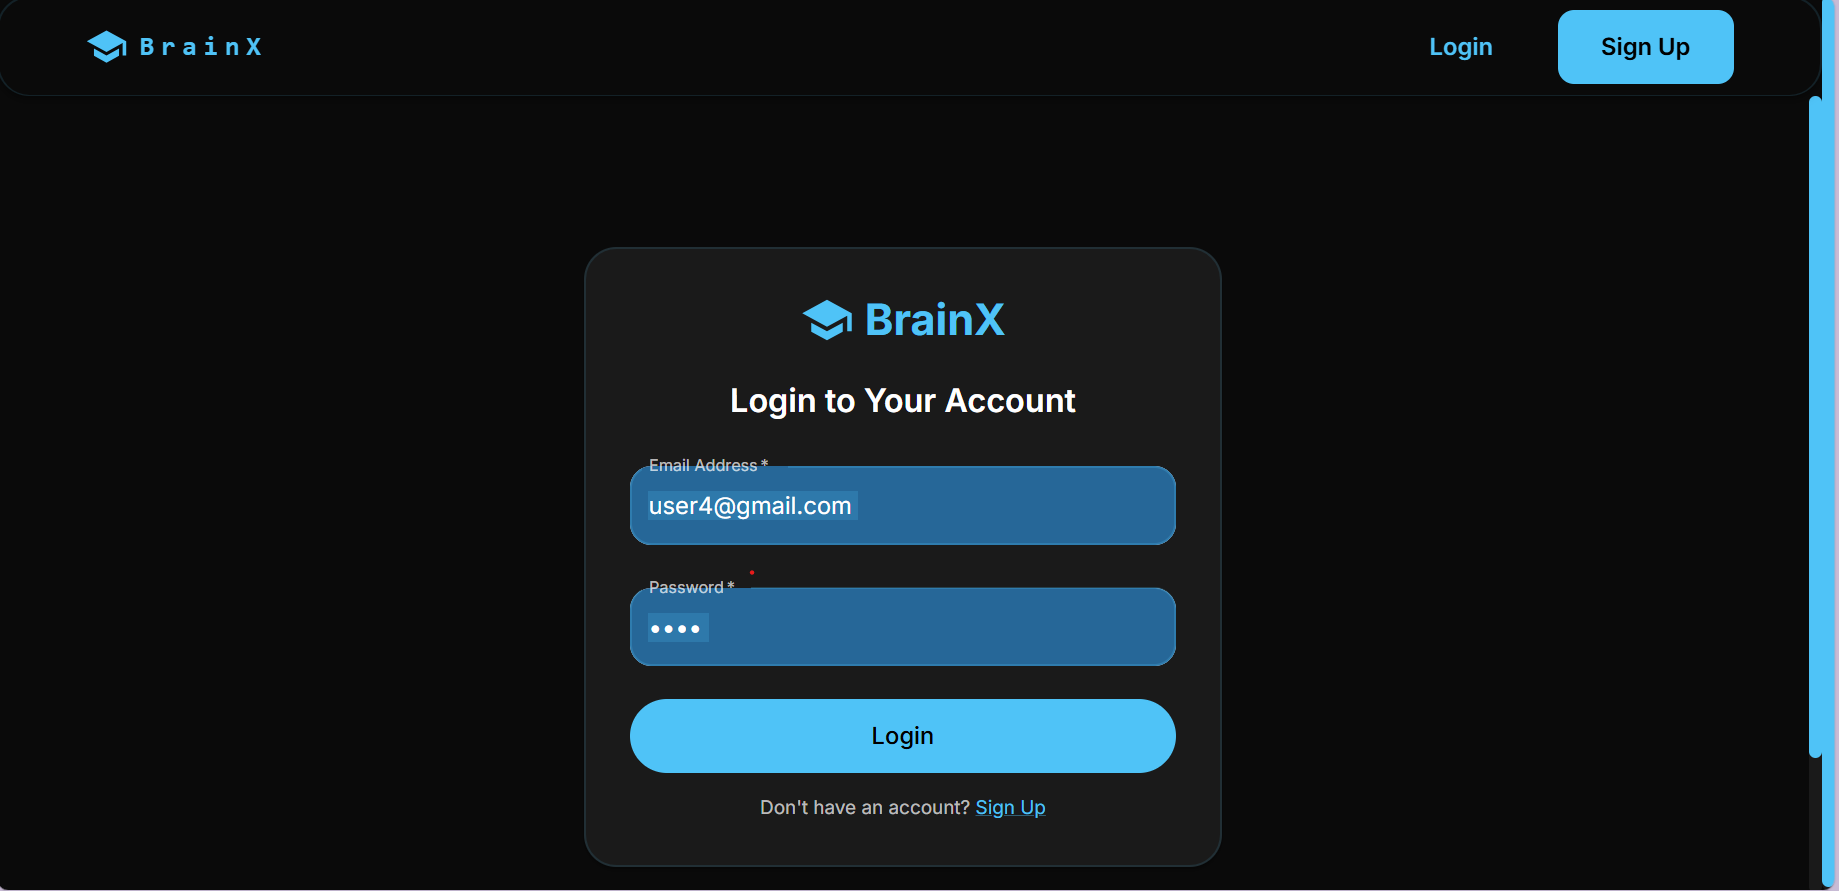 BrainX
Login
Sign Up
BrainX
Login to Your Account
Email Address *
user4@gmail.com
Password *
••••
Login
Don't have an account? Sign Up